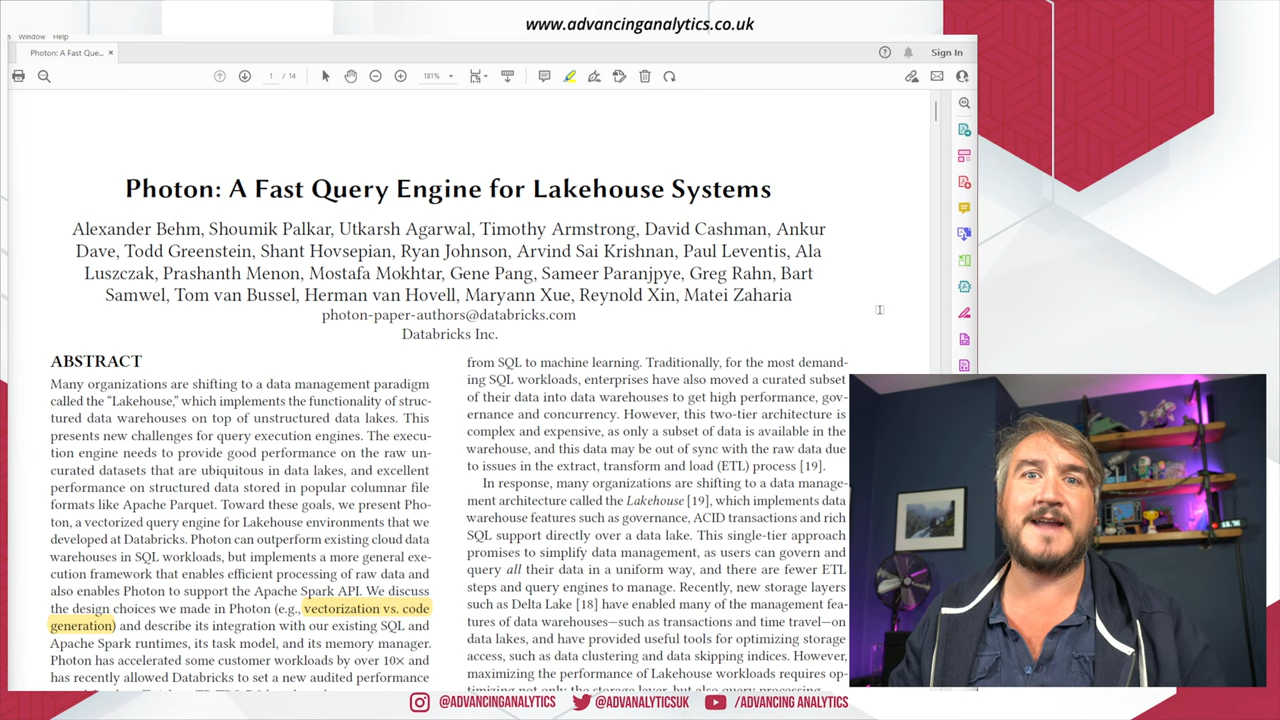 www.advancinganalytics.co.uk
Window Help
Photon: A Fast Que... ×
Sign In
1 / 14
181%
Photon: A Fast Query Engine for Lakehouse Systems
Alexander Behm, Shoumik Palkar, Utkarsh Agarwal, Timothy Armstrong, David Cashman, Ankur
Dave, Todd Greenstein, Shant Hovsepian, Ryan Johnson, Arvind Sai Krishnan, Paul Leventis, Ala
Luszczak, Prashanth Menon, Mostafa Mokhtar, Gene Pang, Sameer Paranjpye, Greg Rahn, Bart
Samwel, Tom van Bussel, Herman van Hovell, Maryann Xue, Reynold Xin, Matei Zaharia
photon-paper-authors@databricks.com
Databricks Inc.
ABSTRACT
Many organizations are shifting to a data management paradigm
called the “Lakehouse,” which implements the functionality of struc-
tured data warehouses on top of unstructured data lakes. This
presents new challenges for query execution engines. The execu-
tion engine needs to provide good performance on the raw un-
curated datasets that are ubiquitous in data lakes, and excellent
performance on structured data stored in popular columnar file
formats like Apache Parquet. Toward these goals, we present Pho-
ton, a vectorized query engine for Lakehouse environments that we
developed at Databricks. Photon can outperform existing cloud data
warehouses in SQL workloads, but implements a more general exe-
cution framework that enables efficient processing of raw data and
also enables Photon to support the Apache Spark API. We discuss
the design choices we made in Photon (e.g., vectorization vs. code
generation) and describe its integration with our existing SQL and
Apache Spark runtimes, its task model, and its memory manager.
Photon has accelerated some customer workloads by over 10× and
has recently allowed Databricks to set a new audited performance
from SQL to machine learning. Traditionally, for the most demand-
ing SQL workloads, enterprises have also moved a curated subset
of their data into data warehouses to get high performance, gov-
ernance and concurrency. However, this two-tier architecture is
complex and expensive, as only a subset of data is available in the
warehouse, and this data may be out of sync with the raw data due
to issues in the extract, transform and load (ETL) process [19].
In response, many organizations are shifting to a data manage-
ment architecture called the Lakehouse [19], which implements data
warehouse features such as governance, ACID transactions and rich
SQL support directly over a data lake. This single-tier approach
promises to simplify data management, as users can govern and
query all their data in a uniform way, and there are fewer ETL
steps and query engines to manage. Recently, new storage layers
such as Delta Lake [18] have enabled many of the management fea-
tures of data warehouses—such as transactions and time travel—on
data lakes, and have provided useful tools for optimizing storage
access, such as data clustering and data skipping indices. However,
maximizing the performance of Lakehouse workloads requires op-
timizing not only the storage layer, but also query processing.
@ADVANCINGANALYTICS @ADVANALYTICSUK /ADVANCING ANALYTICS